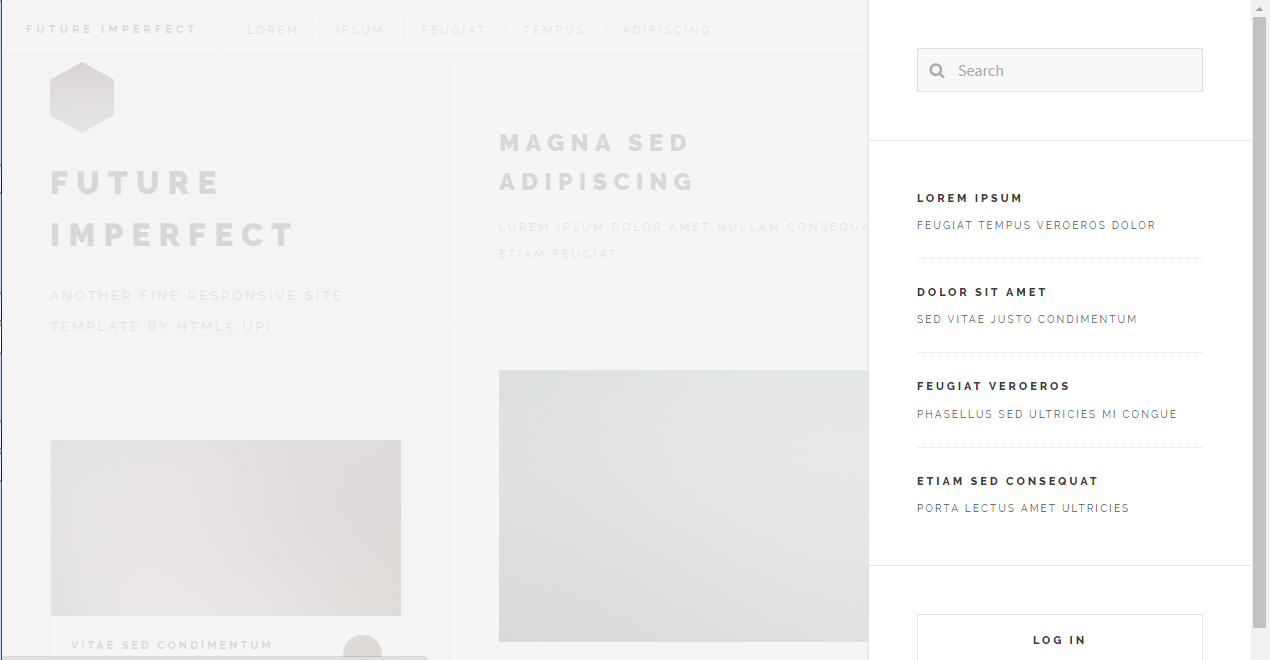 FUTURE IMPERFECT
LOREM
IPSUM
FEUGIAT
TEMPUS
ADIPISCING
FUTURE
IMPERFECT
ANOTHER FINE RESPONSIVE SITE
TEMPLATE BY HTML5 UP!
VITAE SED CONDIMENTUM
MAGNA SED
ADIPISCING
LOREM IPSUM DOLOR AMET NULLAM CONSEQUA
ETIAM FEUGIAT
Search
LOREM IPSUM
FEUGIAT TEMPUS VEROEROS DOLOR
DOLOR SIT AMET
SED VITAE JUSTO CONDIMENTUM
FEUGIAT VEROEROS
PHASELLUS SED ULTRICIES MI CONGUE
ETIAM SED CONSEQUAT
PORTA LECTUS AMET ULTRICIES
LOG IN